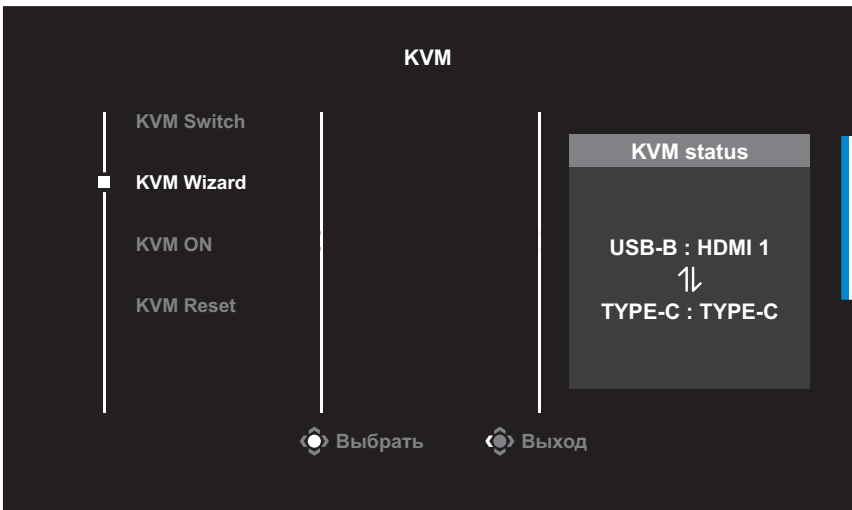 KVM
KVM Switch
KVM Wizard
KVM ON
KVM Reset
KVM status
USB-B : HDMI 1
TYPE-C : TYPE-C
Выбрать
Выход